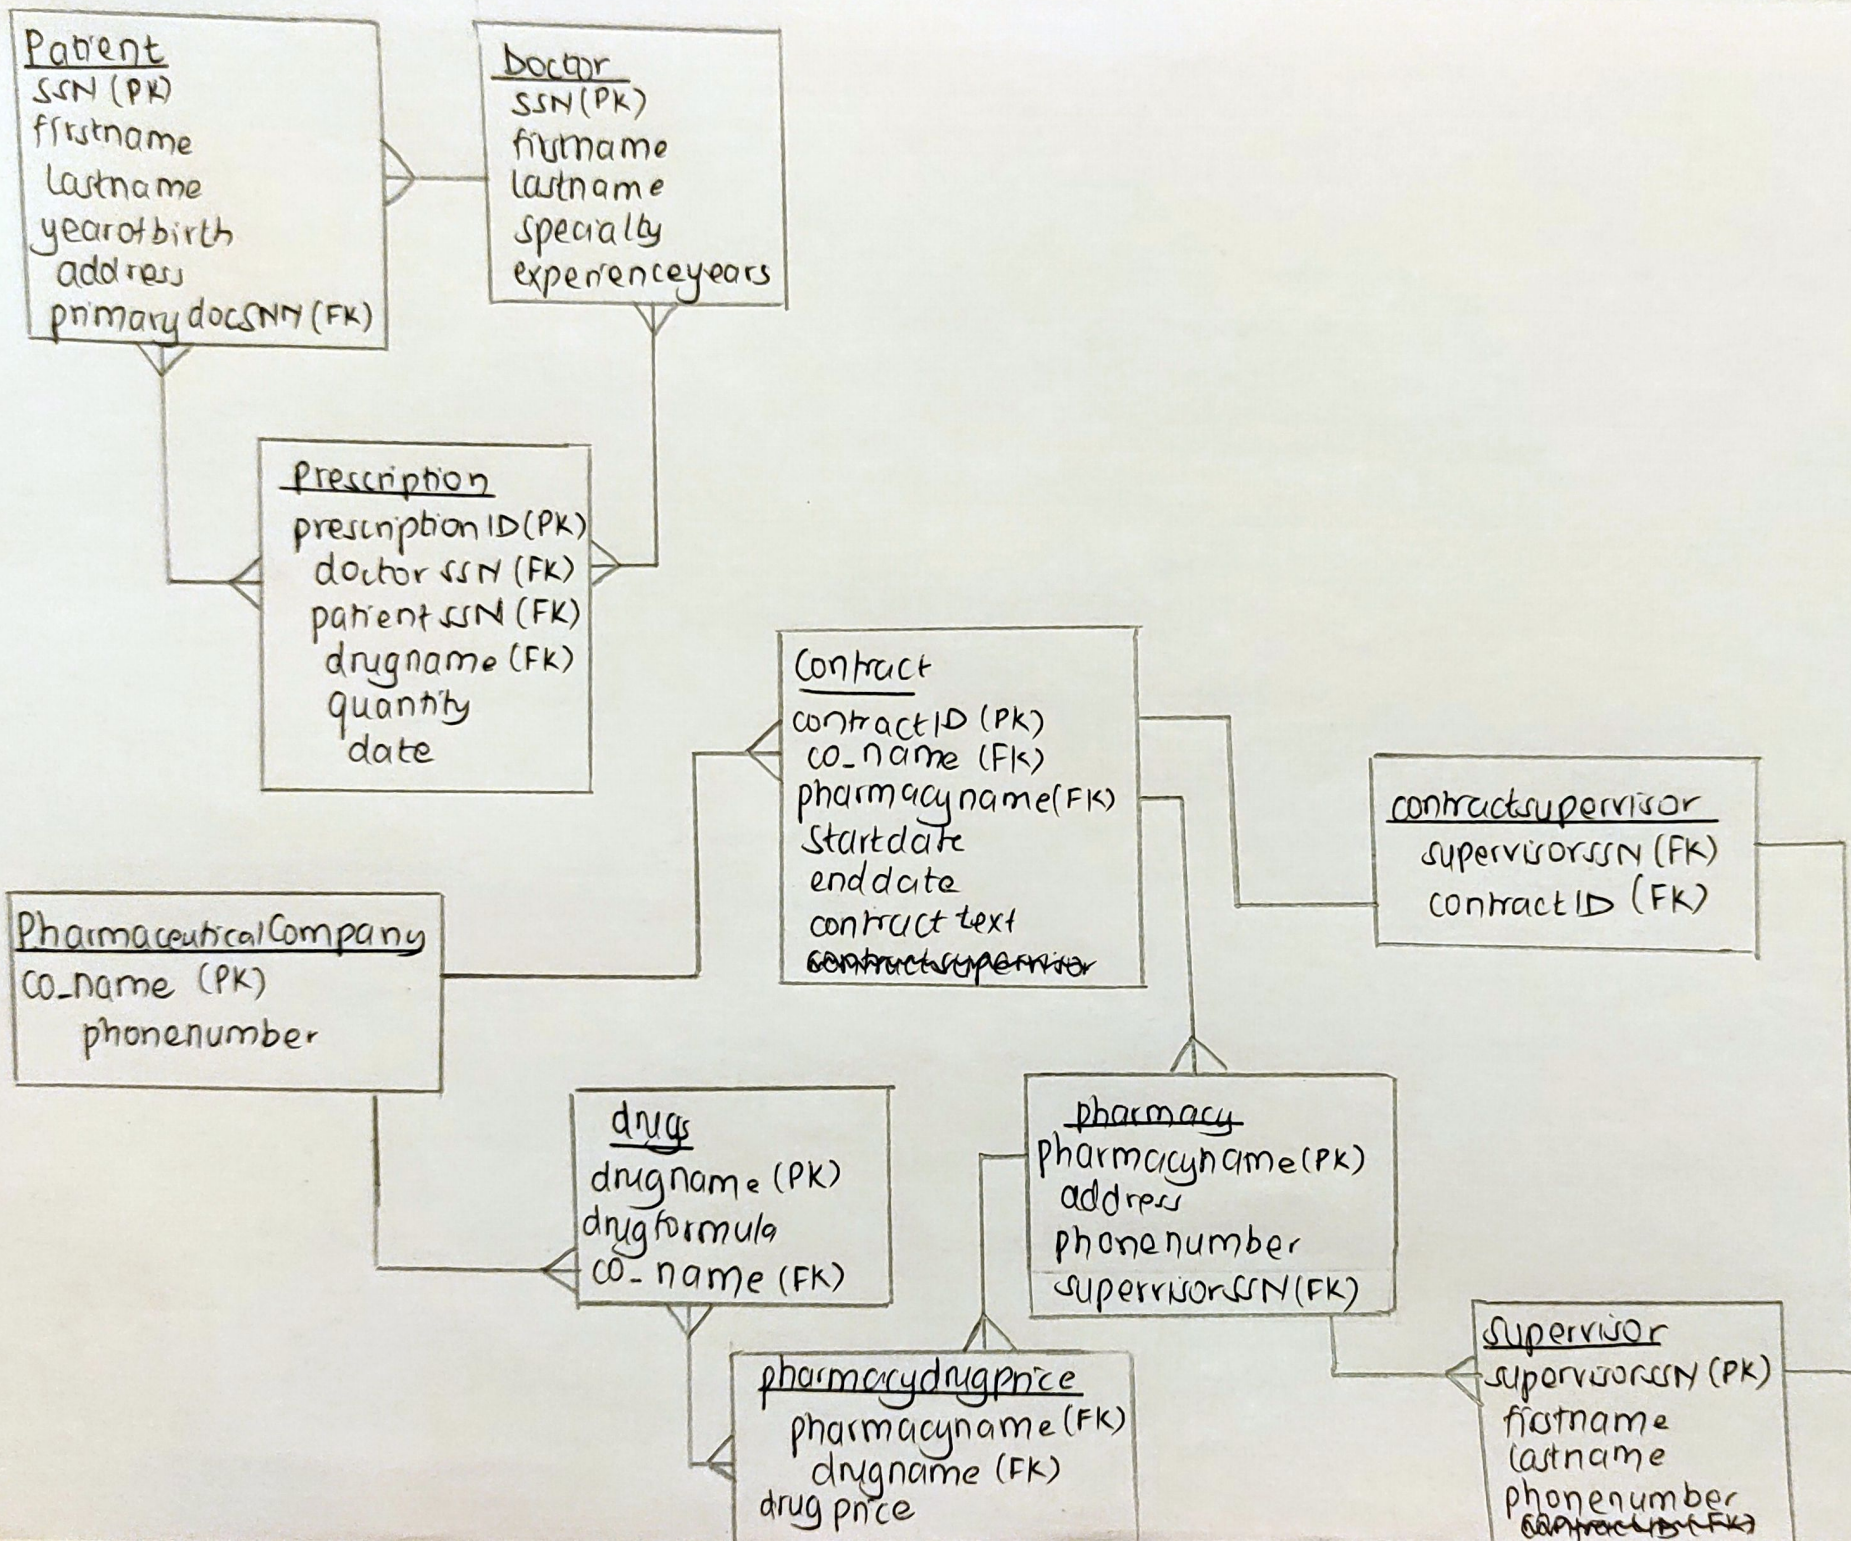 Patient
SSN (PK)
firstname
lastname
yearofbirth
address
primarydocSNN (FK)
Doctor
SSN (PK)
firstname
lastname
specialty
experienceyears
Prescription
prescriptionID (PK)
doctorSSN (FK)
patientSSN (FK)
drugname (FK)
quantity
date
Contract
contractID (PK)
co_name (FK)
pharmacyname (FK)
startdate
enddate
contract text
contractsupervisor
contractsupervisor
supervisorSSN (FK)
contractID (FK)
PharmaceuticalCompany
co_name (PK)
phonenumber
drugs
drugname (PK)
drugformula
co_name (FK)
pharmacy
pharmacyname (PK)
address
phonenumber
supervisorSSN (FK)
pharmacydrugprice
pharmacyname (FK)
drugname (FK)
drugprice
supervisor
supervisorSSN (PK)
firstname
lastname
phonenumber
contractID (FK)